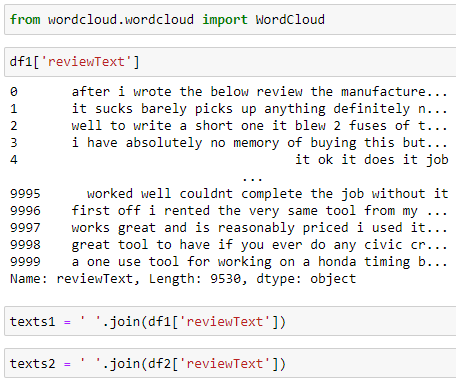 from wordcloud.wordcloud import WordCloud
df1['reviewText']
0       after i wrote the below review the manufacture...
1       it sucks barely picks up anything definitely n...
2       well to write a short one it blew 2 fuses of t...
3       i have absolutely no memory of buying this but...
4                                   it ok it does it job
                              ...
9995      worked well couldnt complete the job without it
9996    first off i rented the very same tool from my ...
9997    works great and is reasonably priced i used it...
9998    great tool to have if you ever do any civic cr...
9999    a one use tool for working on a honda timing b...
Name: reviewText, Length: 9530, dtype: object
texts1 = ' '.join(df1['reviewText'])
texts2 = ' '.join(df2['reviewText'])